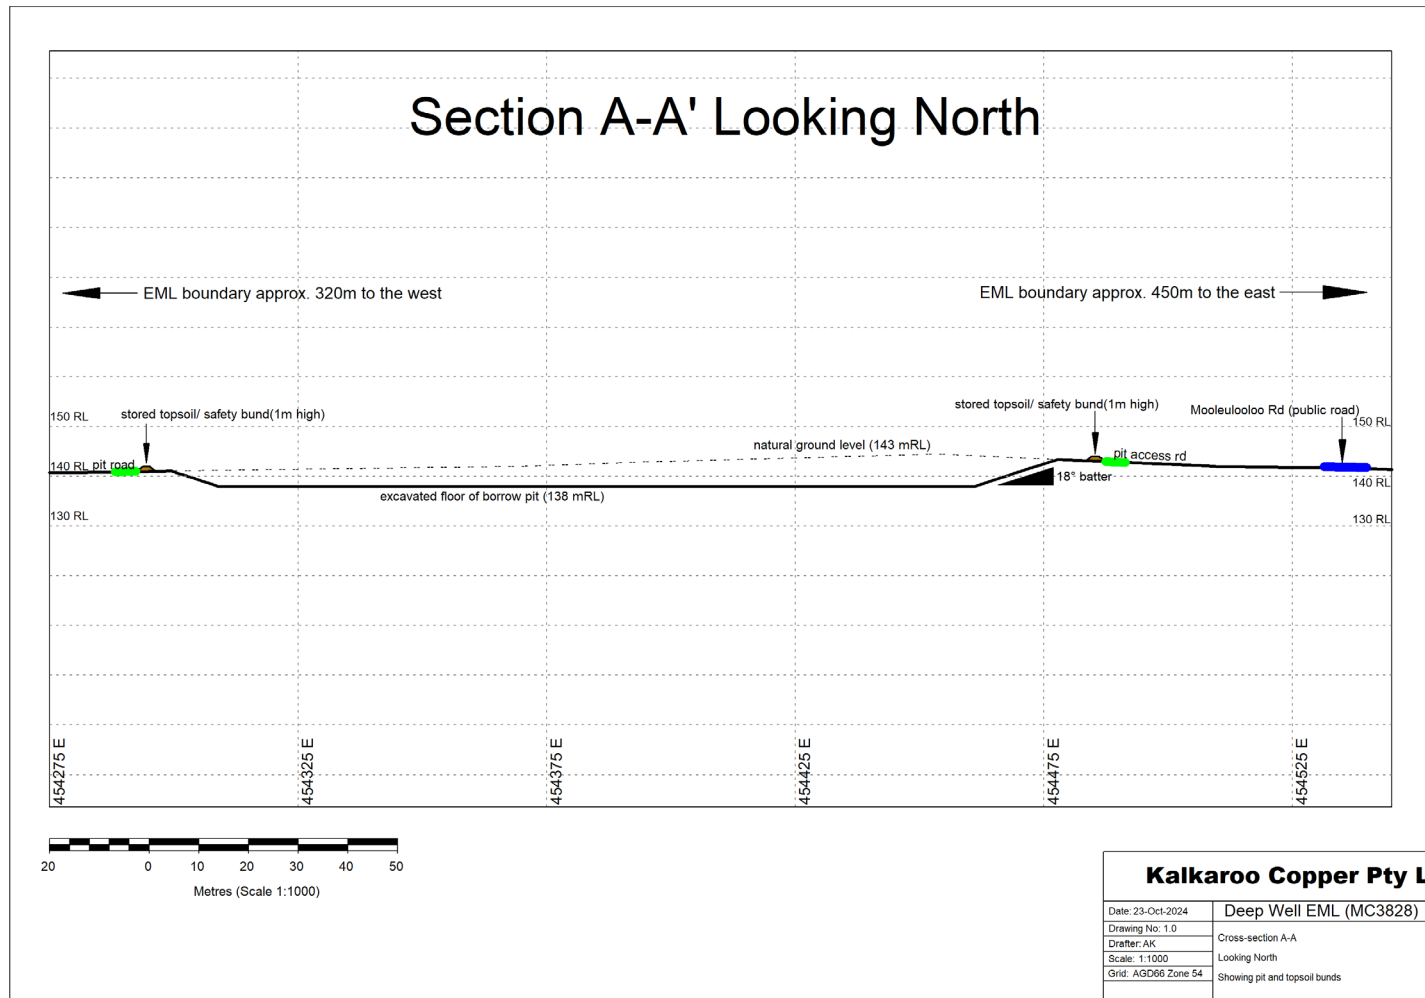 Section A-A' Looking North
EML boundary approx. 320m to the west
EML boundary approx. 450m to the east
150 RL
stored topsoil/ safety bund(1m high)
stored topsoil/ safety bund(1m high)
Mooleulooloo Rd (public road)
150 RL
natural ground level (143 mRL)
pit access rd
140 RL
pit road
18° batter
140 RL
excavated floor of borrow pit (138 mRL)
130 RL
130 RL
454275 E
454325 E
454375 E
454425 E
454475 E
454525 E
20 0 10 20 30 40 50
Metres (Scale 1:1000)
Kalkaroo Copper Pty L
Date: 23-Oct-2024
Deep Well EML (MC3828)
Drawing No: 1.0
Drafter: AK
Scale: 1:1000
Grid: AGD66 Zone 54
Cross-section A-A
Looking North
Showing pit and topsoil bunds